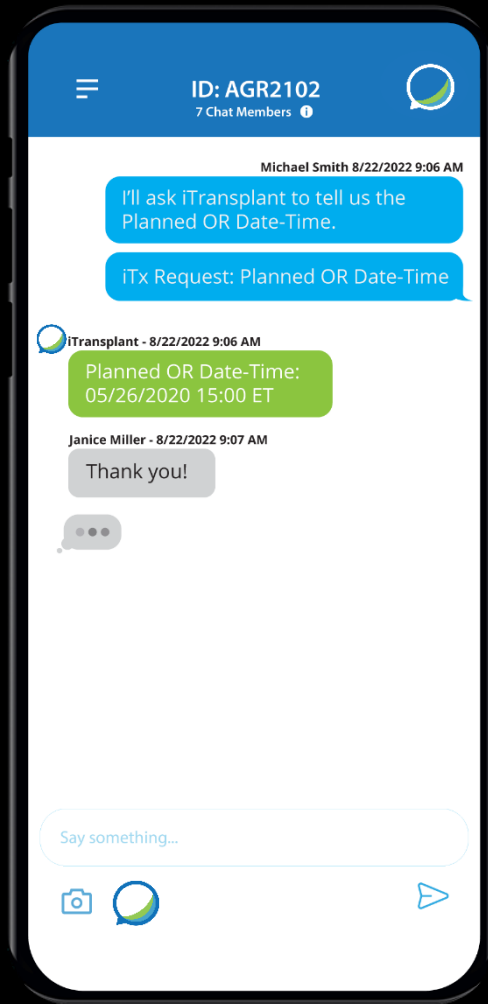 ID: AGR2102
7 Chat Members i
Michael Smith 8/22/2022 9:06 AM
I'll ask iTransplant to tell us the
Planned OR Date-Time.
iTx Request: Planned OR Date-Time
iTransplant - 8/22/2022 9:06 AM
Planned OR Date-Time:
05/26/2020 15:00 ET
Janice Miller - 8/22/2022 9:07 AM
Thank you!
Say something...